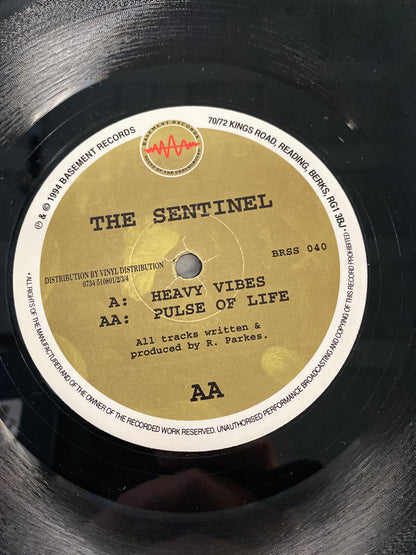 ℗ & © 1994 BASEMENT RECORDS
70/72 KINGS ROAD, READING, BERKS, RG1 3BJ •
BASEMENT RECORDS
THE SENTINEL
BRSS 040
DISTRIBUTION BY VINYL DISTRIBUTION
0734 510801/2/3/4
A: HEAVY VIBES
AA: PULSE OF LIFE
All tracks written &
produced by R. Parkes.
AA
• ALL RIGHTS OF THE MANUFACTURER AND OF THE OWNER OF THE RECORDED WORK RESERVED. UNAUTHORISED PERFORMANCE BROADCASTING AND COPYING OF THIS RECORD PROHIBITED